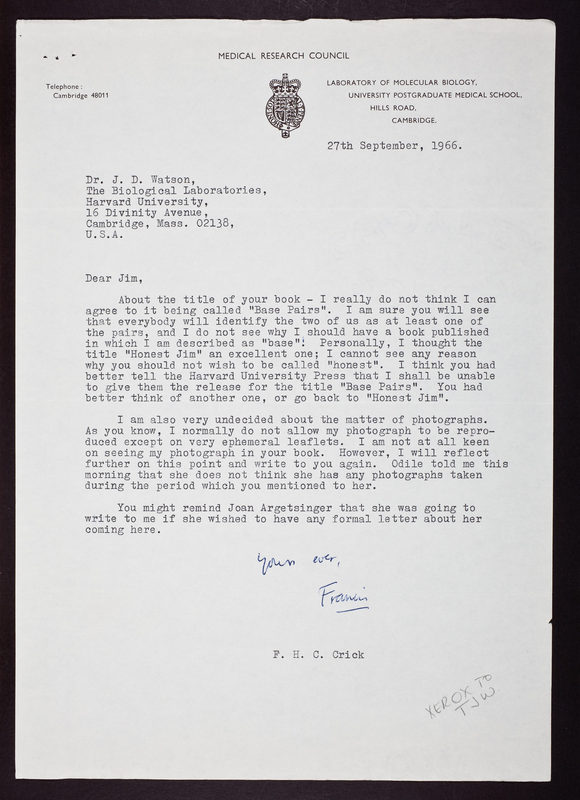 MEDICAL RESEARCH COUNCIL
Telephone :
Cambridge 48011
LABORATORY OF MOLECULAR BIOLOGY,
UNIVERSITY POSTGRADUATE MEDICAL SCHOOL,
HILLS ROAD,
CAMBRIDGE.
27th September, 1966.
Dr. J. D. Watson,
The Biological Laboratories,
Harvard University,
16 Divinity Avenue,
Cambridge, Mass. 02138,
U.S.A.
Dear Jim,
About the title of your book - I really do not think I can
agree to it being called "Base Pairs". I am sure you will see
that everybody will identify the two of us as at least one of
the pairs, and I do not see why I should have a book published
in which I am described as "base"! Personally, I thought the
title "Honest Jim" an excellent one; I cannot see any reason
why you should not wish to be called "honest". I think you had
better tell the Harvard University Press that I shall be unable
to give them the release for the title "Base Pairs". You had
better think of another one, or go back to "Honest Jim".
I am also very undecided about the matter of photographs.
As you know, I normally do not allow my photograph to be repro-
duced except on very ephemeral leaflets. I am not at all keen
on seeing my photograph in your book. However, I will reflect
further on this point and write to you again. Odile told me this
morning that she does not think she has any photographs taken
during the period which you mentioned to her.
You might remind Joan Argetsinger that she was going to
write to me if she wished to have any formal letter about her
coming here.
Yours ever,
Francis
F. H. C. Crick
XEROX TO
TJW